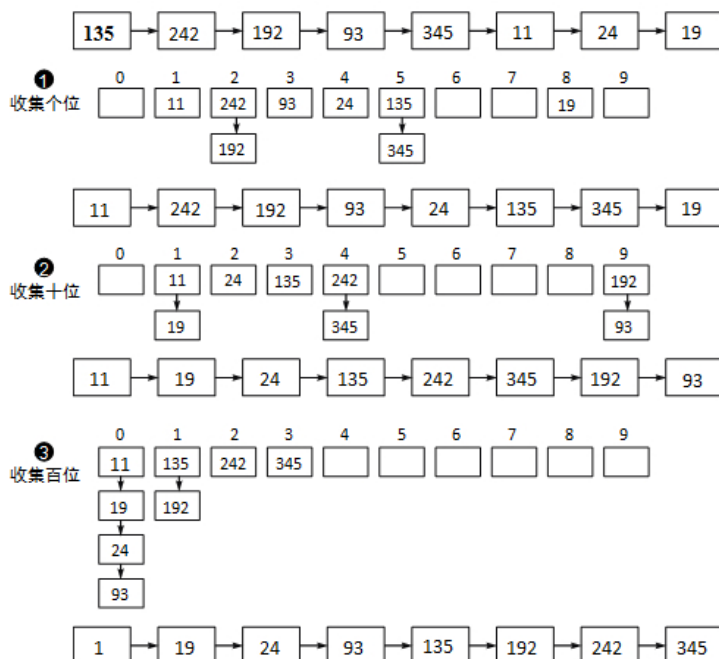 135 242 192 93 345 11 24 19
❶ 0 1 2 3 4 5 6 7 8 9
收集个位 11 242 93 24 135 19
192 345
11 242 192 93 24 135 345 19
❷ 0 1 2 3 4 5 6 7 8 9
收集十位 11 24 135 242 192
19 345 93
11 19 24 135 242 345 192 93
❸ 0 1 2 3 4 5 6 7 8 9
收集百位 11 135 242 345
19 192
24
93
1 19 24 93 135 192 242 345